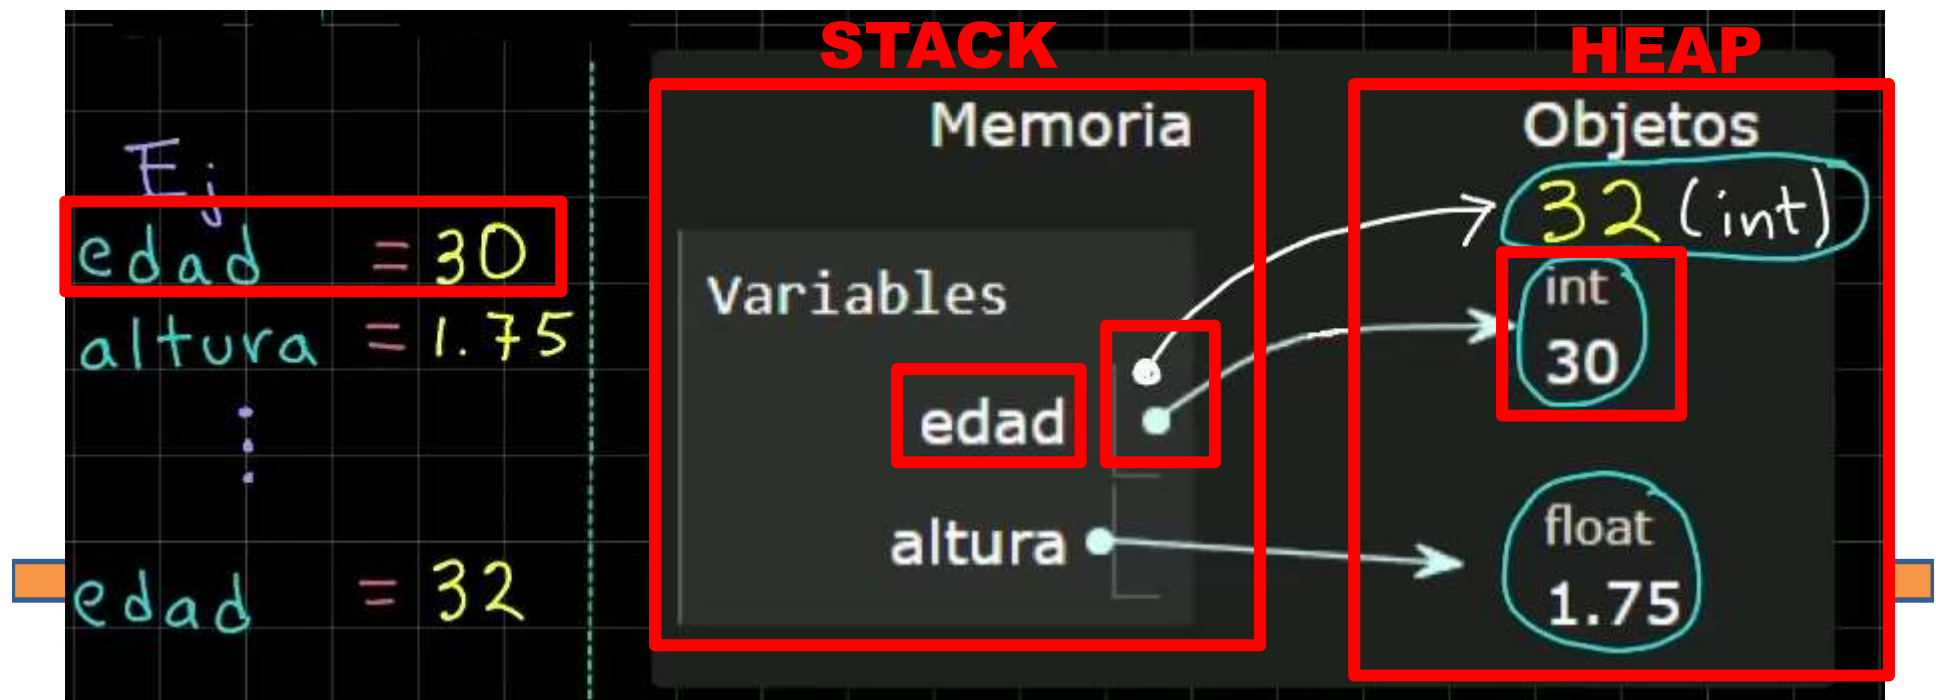 STACK
HEAP
Ej
edad = 30
altura = 1.75
edad = 32
Memoria
Variables
edad
altura
Objetos
32 (int)
int
30
float
1.75